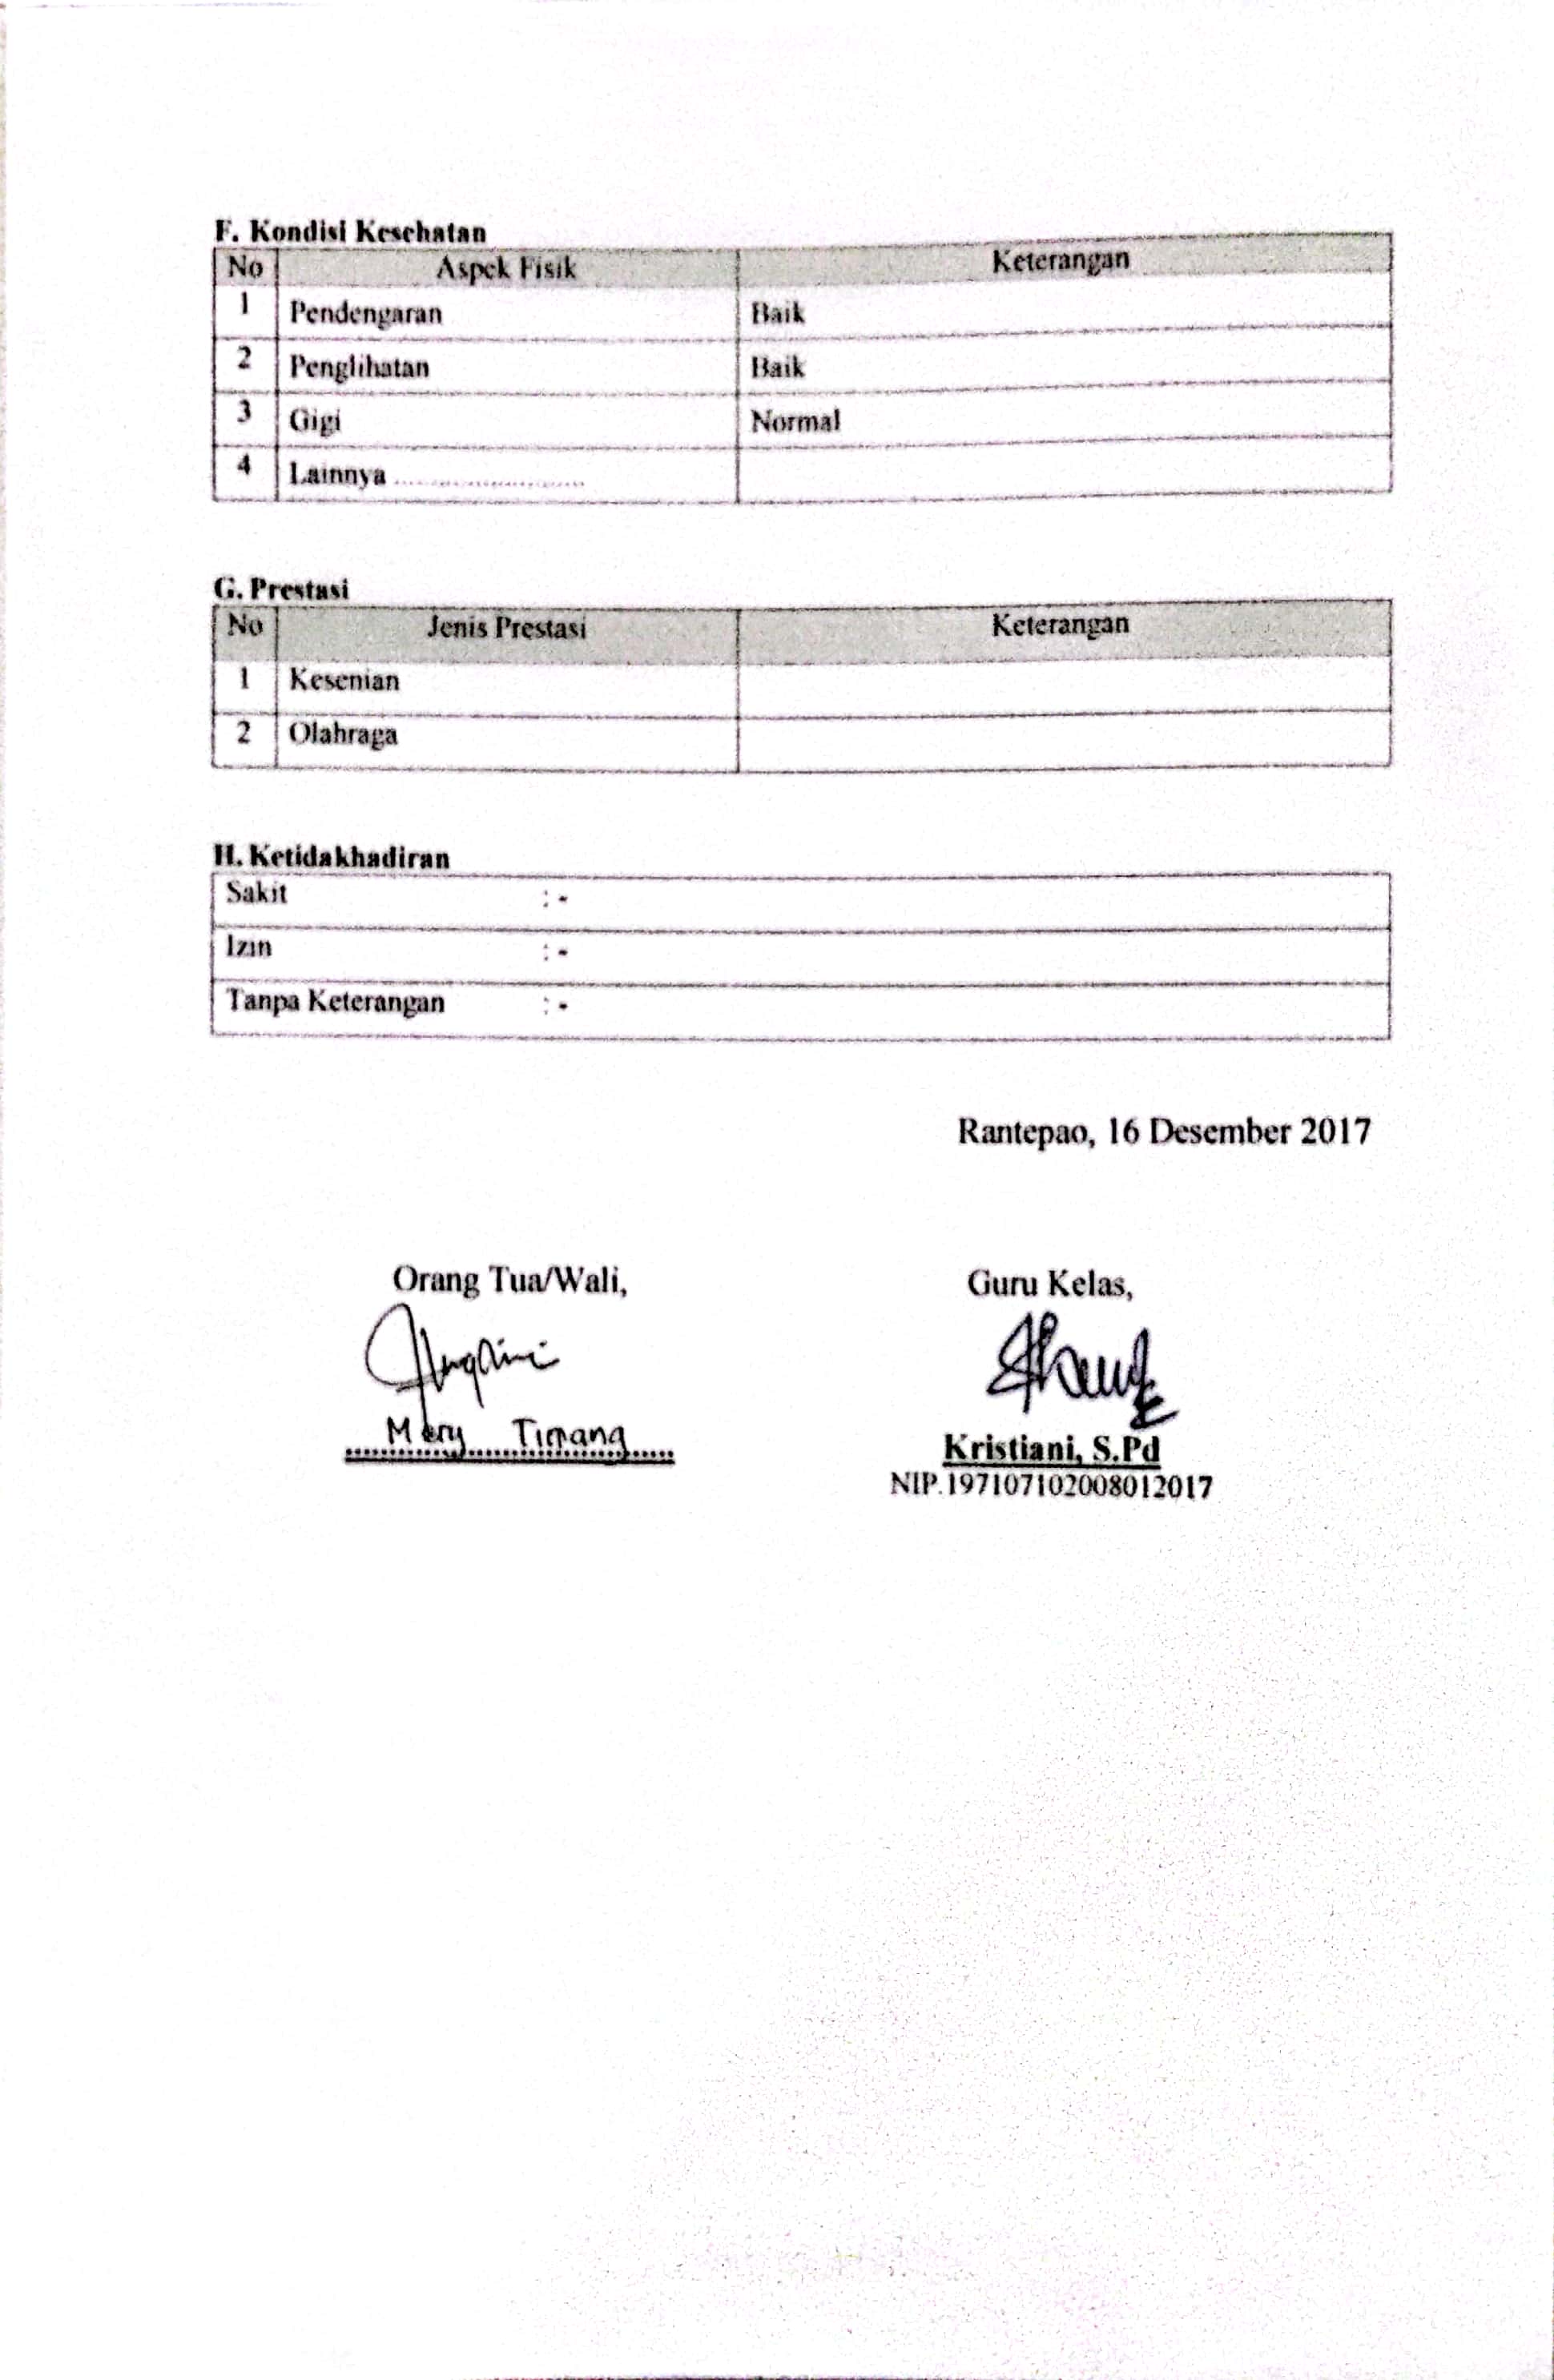 F. Kondisi Kesehatan
No Aspek Fisik Keterangan
1 Pendengaran Baik
2 Penglihatan Baik
3 Gigi Normal
4 Lainnya ........................
G. Prestasi
No Jenis Prestasi Keterangan
1 Kesenian
2 Olahraga
H. Ketidakhadiran
Sakit : -
Izin : -
Tanpa Keterangan : -
Rantepao, 16 Desember 2017
Orang Tua/Wali, Guru Kelas,
Mery Timang Kristiani, S.Pd
NIP.197107102008012017